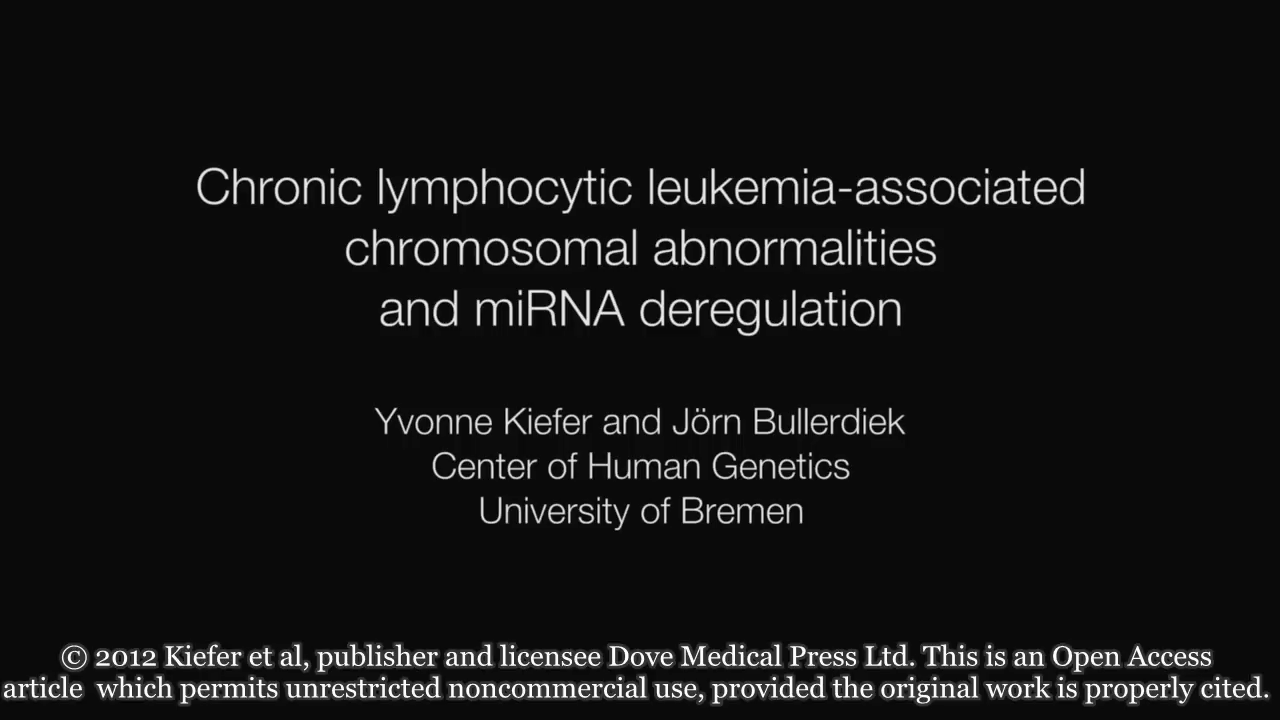 Chronic lymphocytic leukemia-associated
chromosomal abnormalities
and miRNA deregulation
Yvonne Kiefer and Jörn Bullerdiek
Center of Human Genetics
University of Bremen
© 2012 Kiefer et al, publisher and licensee Dove Medical Press Ltd. This is an Open Access
article  which permits unrestricted noncommercial use, provided the original work is properly cited.